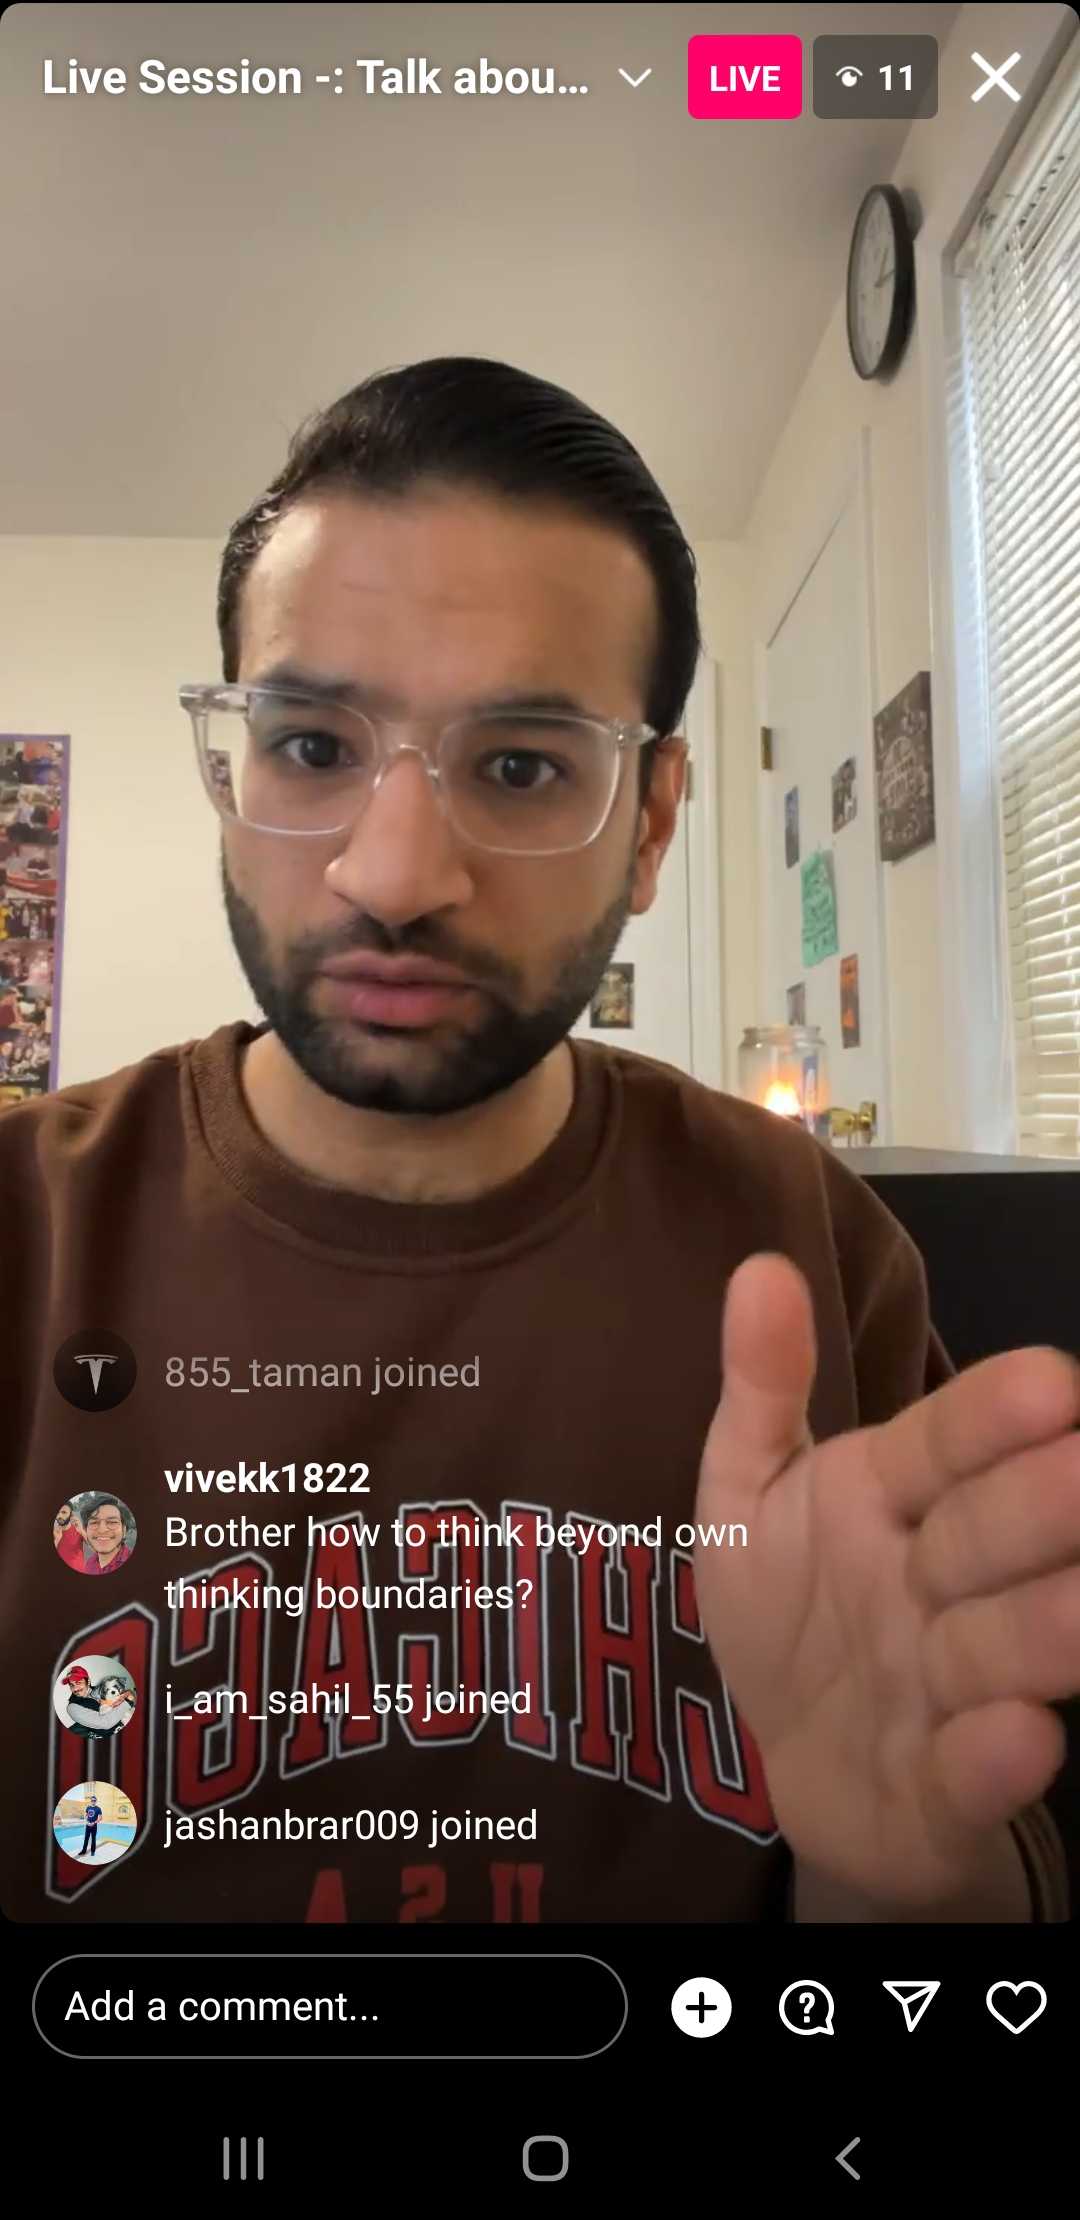 Live Session -: Talk abou...
LIVE
11
855_taman joined
vivekk1822
Brother how to think beyond own
thinking boundaries?
i_am_sahil_55 joined
jashanbrar009 joined
CHICAGO
U S A
Add a comment...